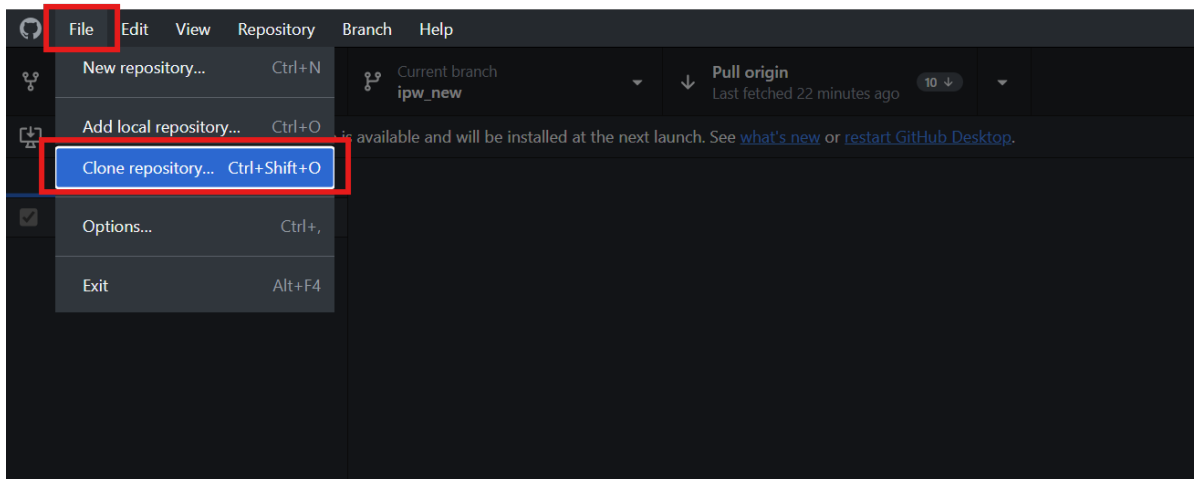 File Edit View Repository Branch Help
New repository... Ctrl+N
Add local repository... Ctrl+O
Clone repository... Ctrl+Shift+O
Options... Ctrl+,
Exit Alt+F4
Current branch
ipw_new
Pull origin
Last fetched 22 minutes ago
10
is available and will be installed at the next launch. See what's new or restart GitHub Desktop.